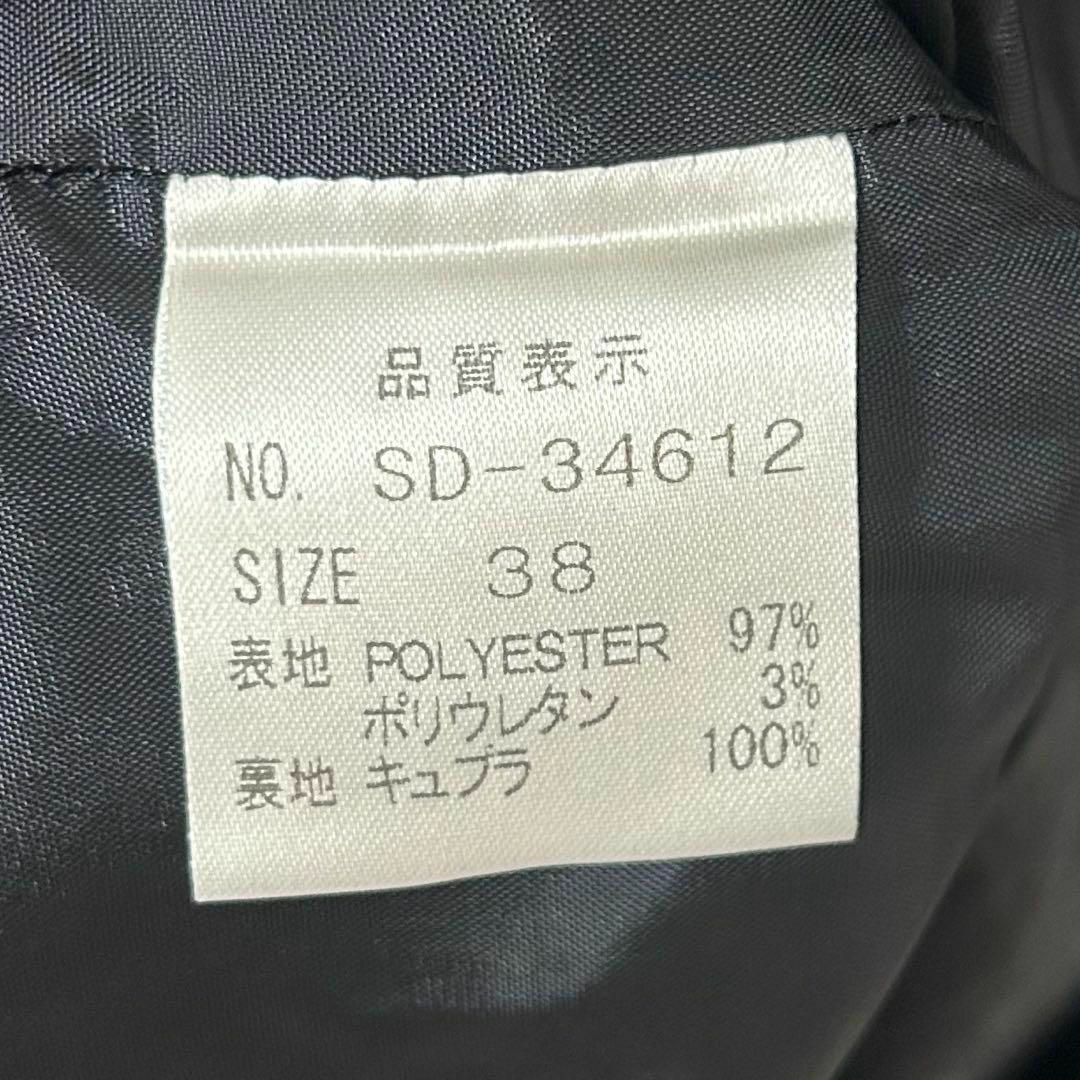 品質表示
NO. SD-34612
SIZE 38
表地 POLYESTER 97%
ポリウレタン 3%
裏地 キュプラ 100%